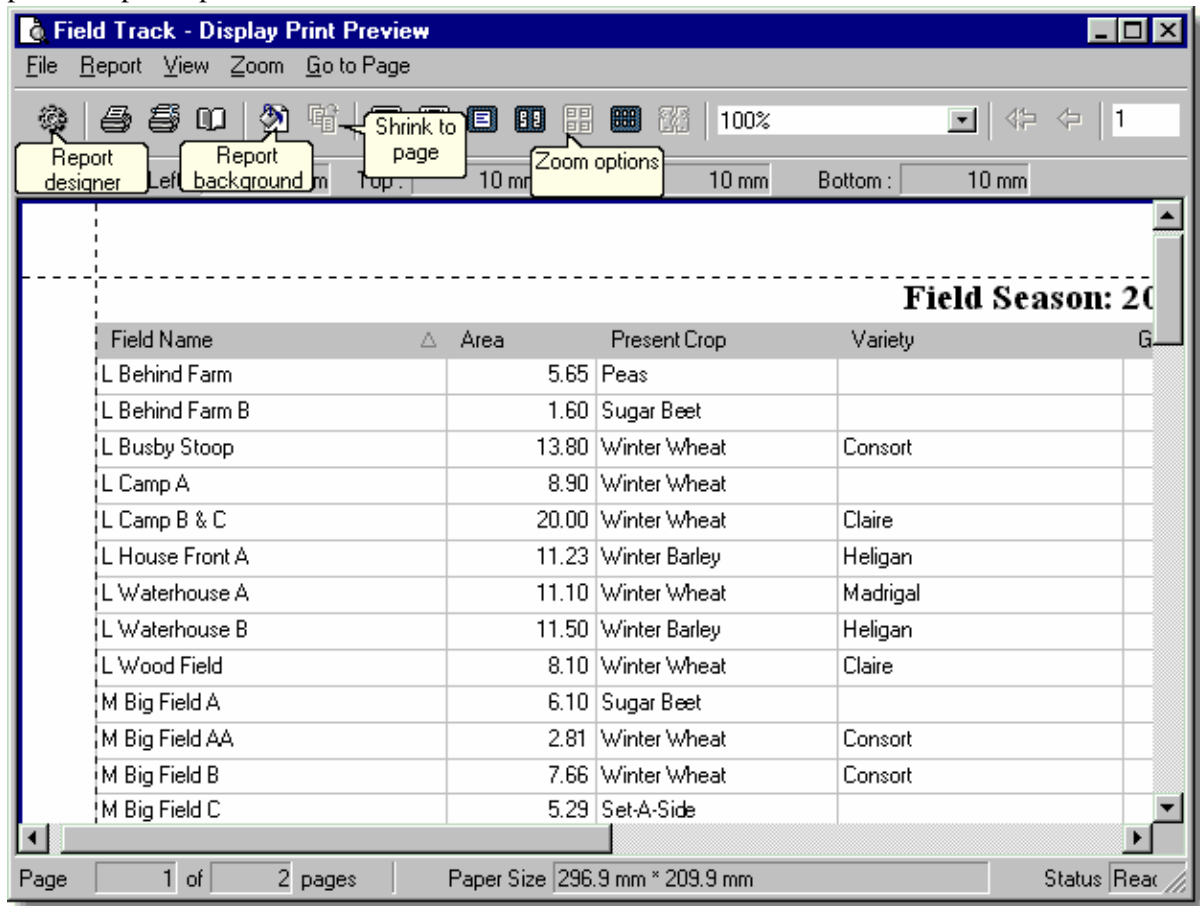 Field Track - Display Print Preview
File Report View Zoom Go to Page
100% 1
Report designer
Report background
Shrink to page
Zoom options
Left m Top : 10 mm 10 mm Bottom : 10 mm
Field Season: 20
Field Name Area Present Crop Variety G
L Behind Farm 5.65 Peas
L Behind Farm B 1.60 Sugar Beet
L Busby Stoop 13.80 Winter Wheat Consort
L Camp A 8.90 Winter Wheat
L Camp B & C 20.00 Winter Wheat Claire
L House Front A 11.23 Winter Barley Heligan
L Waterhouse A 11.10 Winter Wheat Madrigal
L Waterhouse B 11.50 Winter Barley Heligan
L Wood Field 8.10 Winter Wheat Claire
M Big Field A 6.10 Sugar Beet
M Big Field AA 2.81 Winter Wheat Consort
M Big Field B 7.66 Winter Wheat Consort
M Big Field C 5.29 Set-A-Side
Page 1 of 2 pages Paper Size 296.9 mm * 209.9 mm Status Read